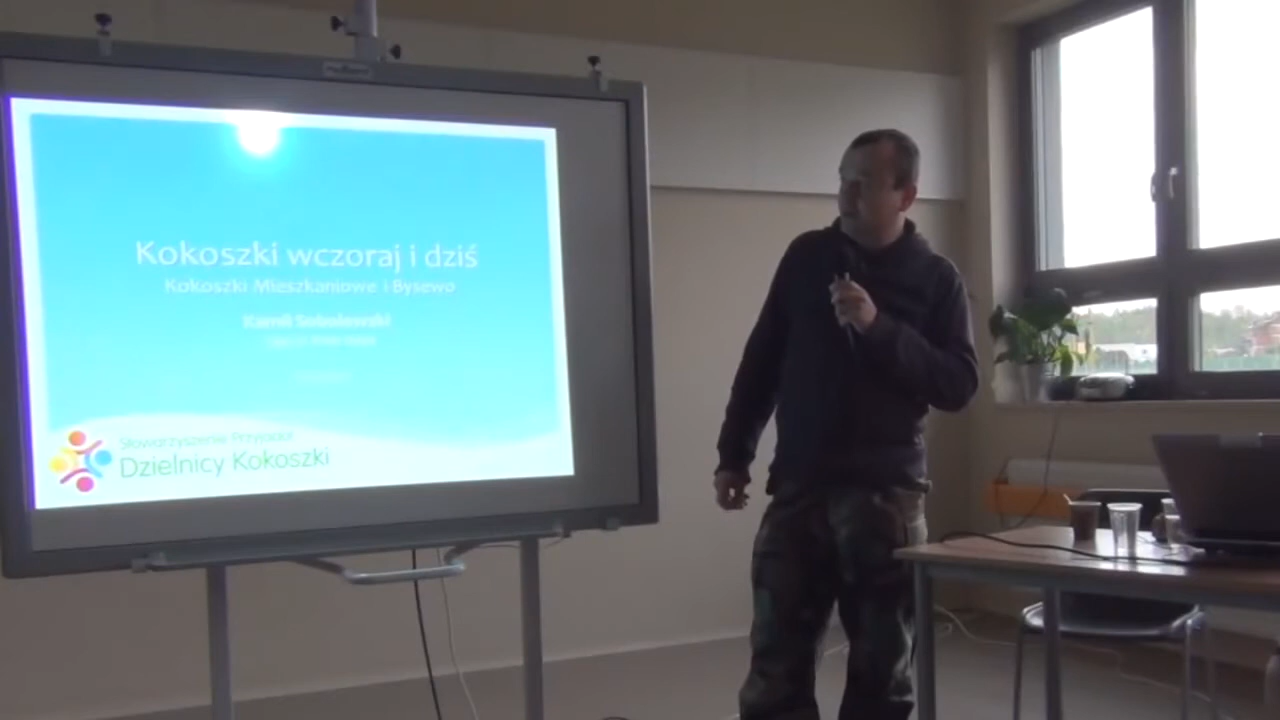 Kokoszki wczoraj i dziś
Kokoszki Mieszkaniowe i Bysewo
Kamil Sobolewski
Stowarzyszenie Przyjaciół
Dzielnicy Kokoszki